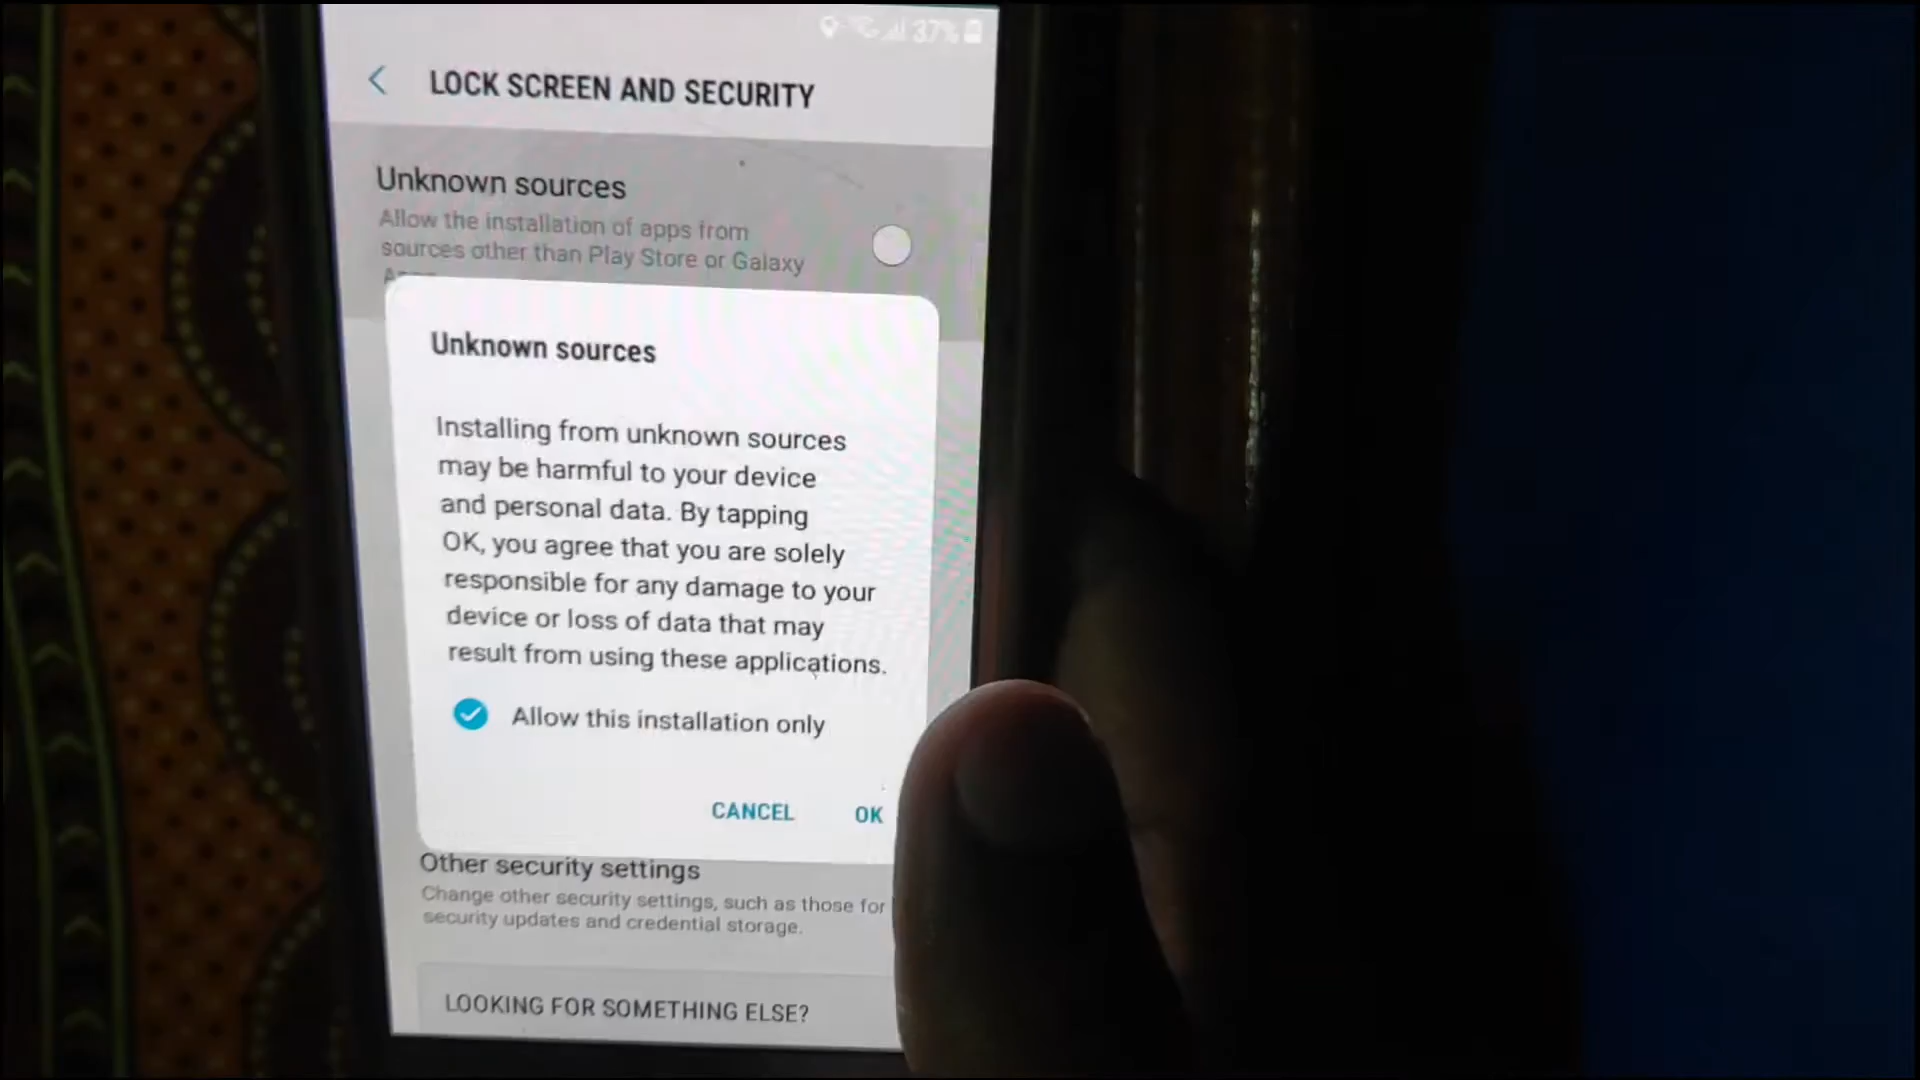 37%
LOCK SCREEN AND SECURITY
Unknown sources
Allow the installation of apps from
sources other than Play Store or Galaxy
Unknown sources
Installing from unknown sources
may be harmful to your device
and personal data. By tapping
OK, you agree that you are solely
responsible for any damage to your
device or loss of data that may
result from using these applications.
Allow this installation only
CANCEL OK
Other security settings
Change other security settings, such as those for
security updates and credential storage.
LOOKING FOR SOMETHING ELSE?